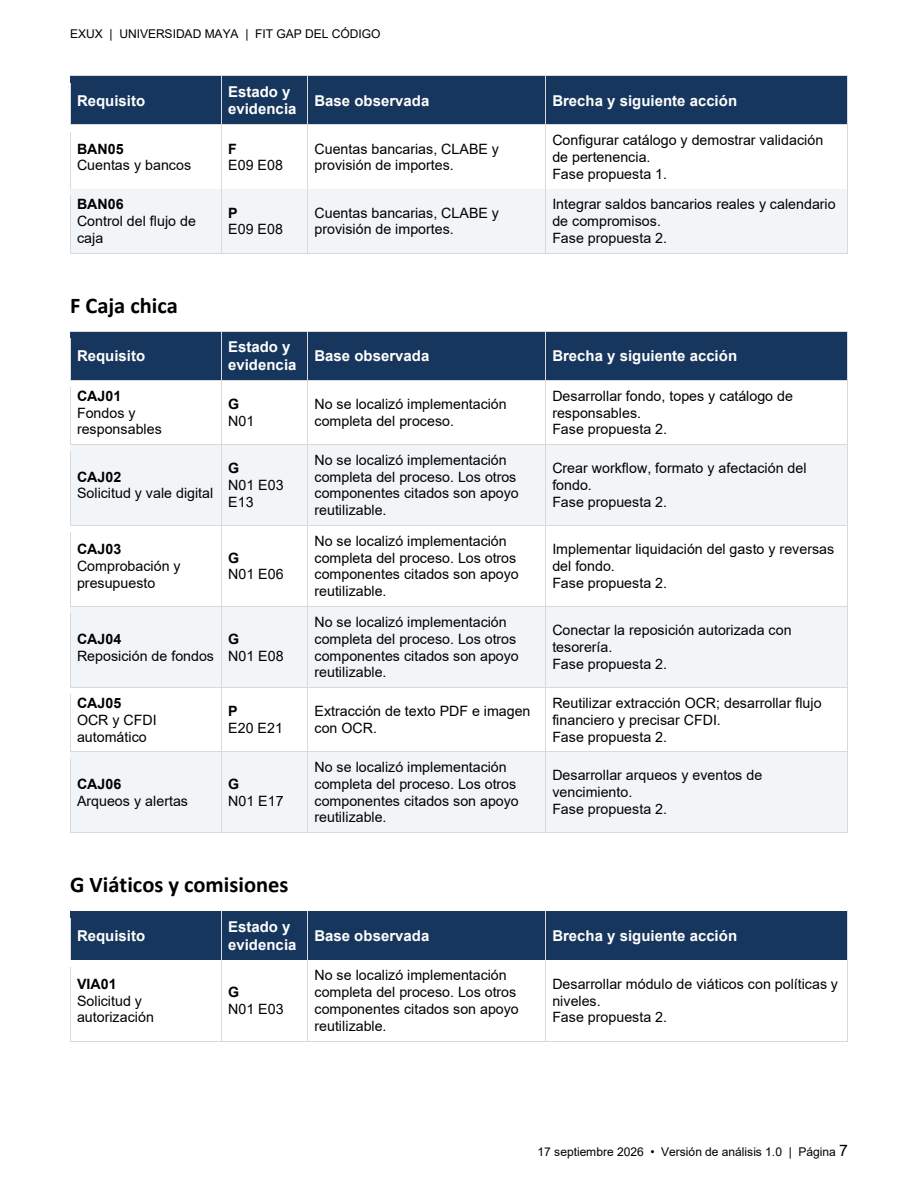 EXUX | UNIVERSIDAD MAYA | FIT GAP DEL CÓDIGO
Requisito
Estado y
evidencia
Base observada
Brecha y siguiente acción
BAN05
Cuentas y bancos
F
E09 E08
Cuentas bancarias, CLABE y
provisión de importes.
Configurar catálogo y demostrar validación
de pertenencia.
Fase propuesta 1.
BAN06
Control del flujo de
caja
P
E09 E08
Cuentas bancarias, CLABE y
provisión de importes.
Integrar saldos bancarios reales y calendario
de compromisos.
Fase propuesta 2.
F Caja chica
Requisito
Estado y
evidencia
Base observada
Brecha y siguiente acción
CAJ01
Fondos y
responsables
G
N01
No se localizó implementación
completa del proceso.
Desarrollar fondo, topes y catálogo de
responsables.
Fase propuesta 2.
CAJ02
Solicitud y vale digital
G
N01 E03
E13
No se localizó implementación
completa del proceso. Los otros
componentes citados son apoyo
reutilizable.
Crear workflow, formato y afectación del
fondo.
Fase propuesta 2.
CAJ03
Comprobación y
presupuesto
G
N01 E06
No se localizó implementación
completa del proceso. Los otros
componentes citados son apoyo
reutilizable.
Implementar liquidación del gasto y reversas
del fondo.
Fase propuesta 2.
CAJ04
Reposición de fondos
G
N01 E08
No se localizó implementación
completa del proceso. Los otros
componentes citados son apoyo
reutilizable.
Conectar la reposición autorizada con
tesorería.
Fase propuesta 2.
CAJ05
OCR y CFDI
automático
P
E20 E21
Extracción de texto PDF e imagen
con OCR.
Reutilizar extracción OCR; desarrollar flujo
financiero y precisar CFDI.
Fase propuesta 2.
CAJ06
Arqueos y alertas
G
N01 E17
No se localizó implementación
completa del proceso. Los otros
componentes citados son apoyo
reutilizable.
Desarrollar arqueos y eventos de
vencimiento.
Fase propuesta 2.
G Viáticos y comisiones
Requisito
Estado y
evidencia
Base observada
Brecha y siguiente acción
VIA01
Solicitud y
autorización
G
N01 E03
No se localizó implementación
completa del proceso. Los otros
componentes citados son apoyo
reutilizable.
Desarrollar módulo de viáticos con políticas y
niveles.
Fase propuesta 2.
17 septiembre 2026 • Versión de análisis 1.0 | Página 7